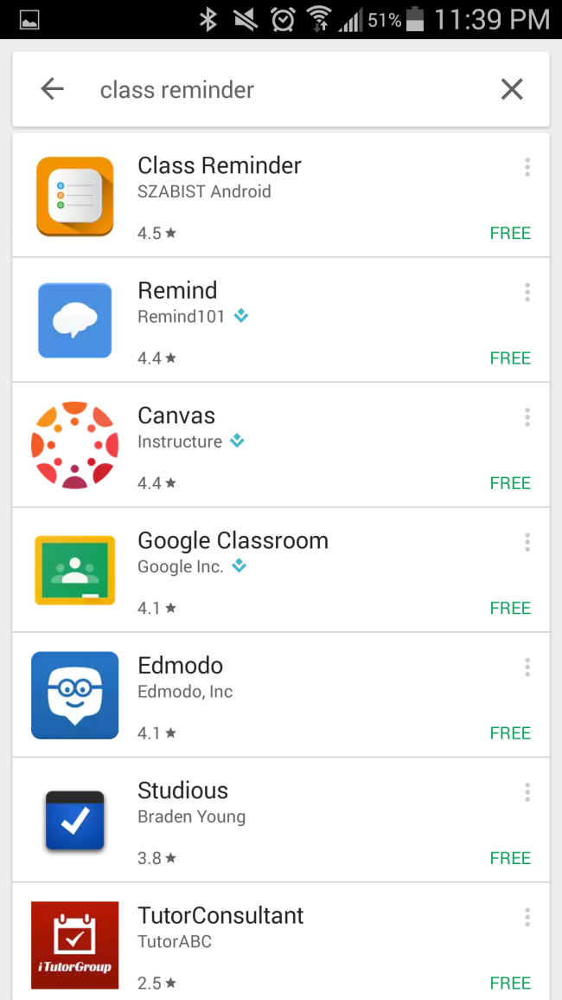 51% 11:39 PM
class reminder
Class Reminder
SZABIST Android
4.5 ★ FREE
Remind
Remind101
4.4 ★ FREE
Canvas
Instructure
4.4 ★ FREE
Google Classroom
Google Inc.
4.1 ★ FREE
Edmodo
Edmodo, Inc
4.1 ★ FREE
Studious
Braden Young
3.8 ★ FREE
iTutorGroup
TutorConsultant
TutorABC
2.5 ★ FREE